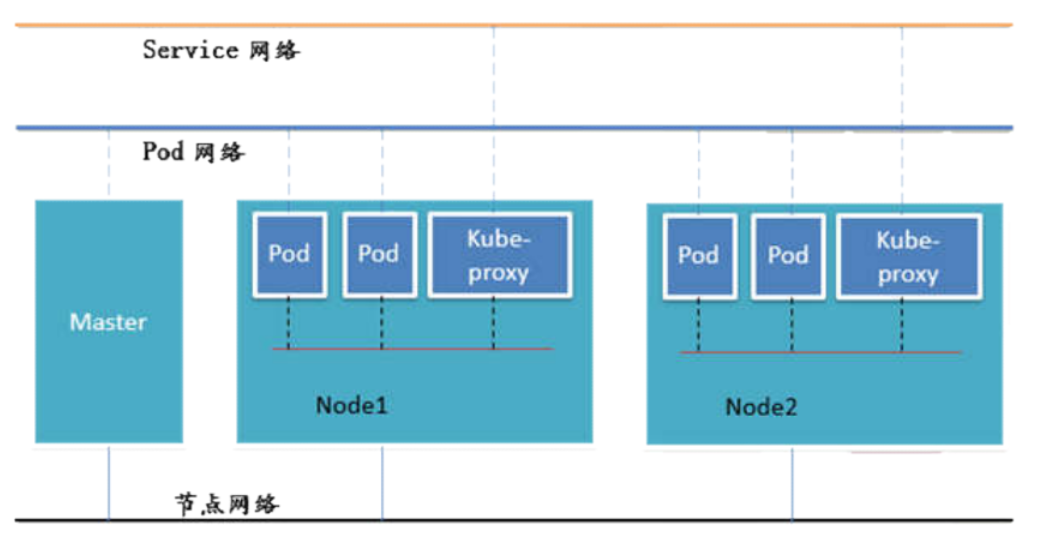 Service 网络
Pod 网络
Master
Pod
Pod
Kube-
proxy
Node1
Pod
Pod
Kube-
proxy
Node2
节点网络